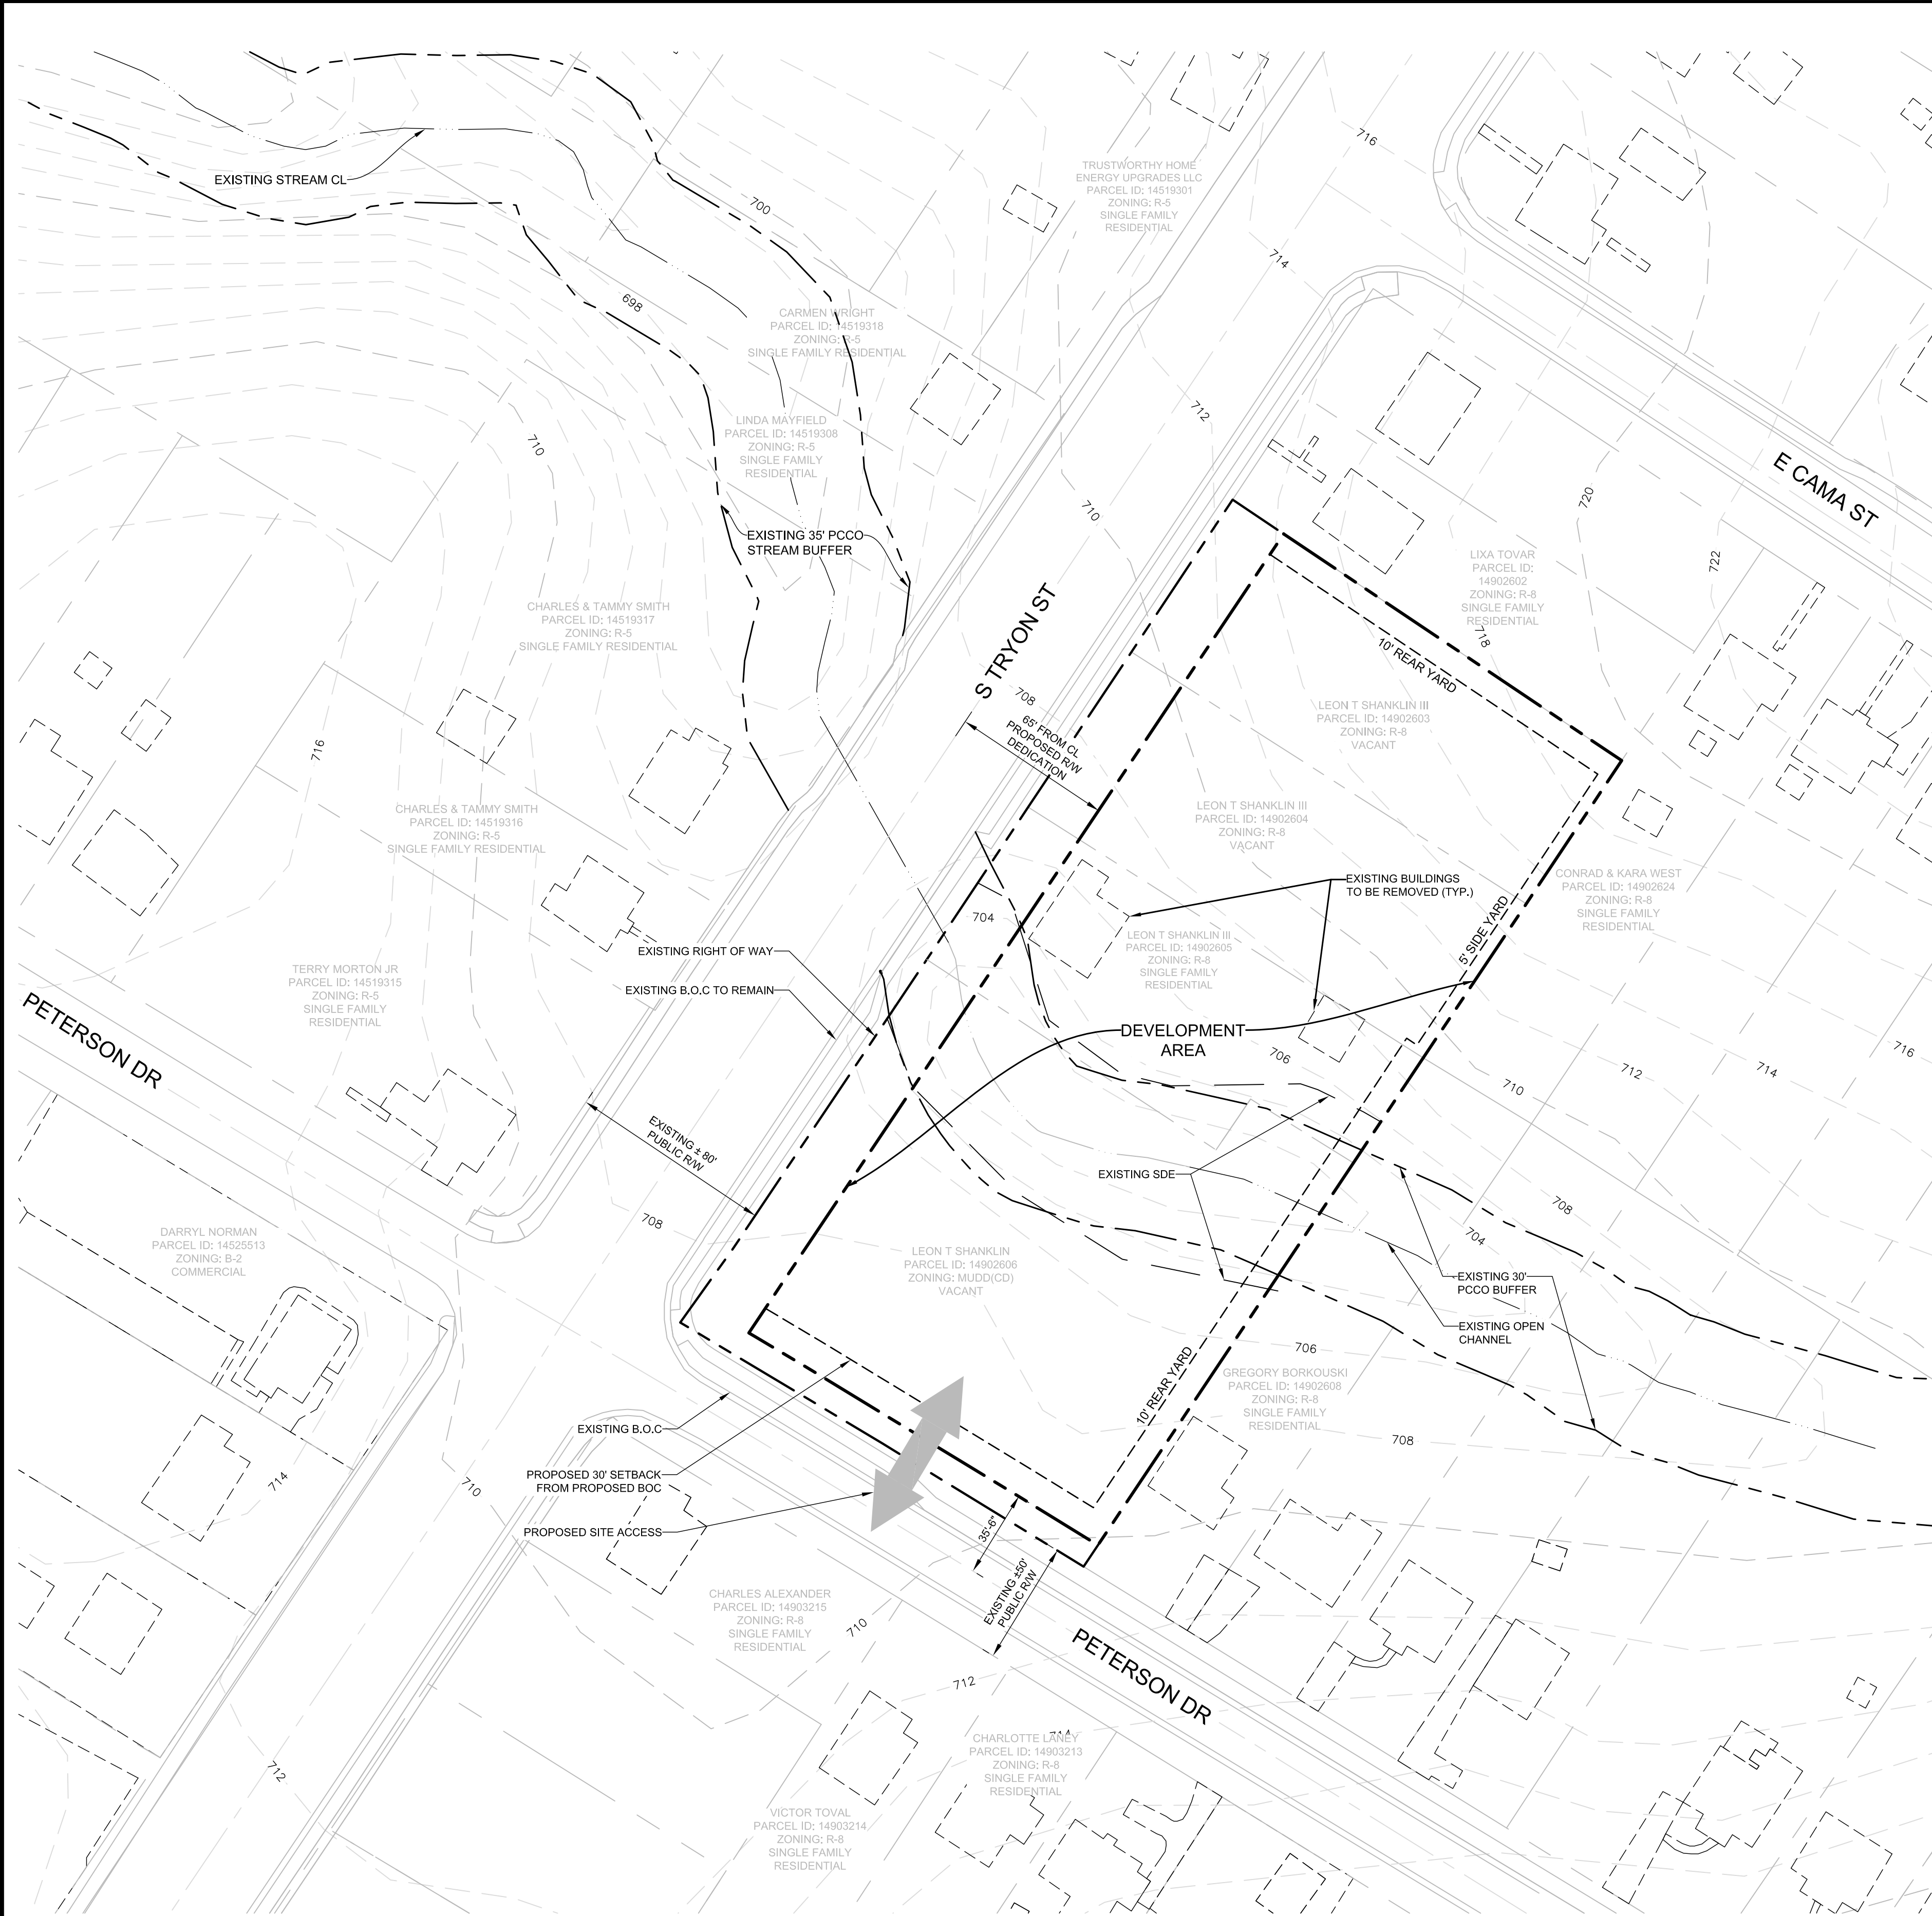 EXISTING STREAM CL
700
698
716
TRUSTWORTHY HOME
ENERGY UPGRADES LLC
PARCEL ID: 14519301
ZONING: R-5
SINGLE FAMILY
RESIDENTIAL
714
CARMEN WRIGHT
PARCEL ID: 14519318
ZONING: R-5
SINGLE FAMILY RESIDENTIAL
712
LINDA MAYFIELD
PARCEL ID: 14519308
ZONING: R-5
SINGLE FAMILY
RESIDENTIAL
710
710
E CAMA ST
720
722
EXISTING 35' PCCO
STREAM BUFFER
LIXA TOVAR
PARCEL ID:
14902602
ZONING: R-8
SINGLE FAMILY
RESIDENTIAL
718
CHARLES & TAMMY SMITH
PARCEL ID: 14519317
ZONING: R-5
SINGLE FAMILY RESIDENTIAL
S TRYON ST
10' REAR YARD
708
65' FROM CL
PROPOSED R/W
DEDICATION
LEON T SHANKLIN III
PARCEL ID: 14902603
ZONING: R-8
VACANT
716
CHARLES & TAMMY SMITH
PARCEL ID: 14519316
ZONING: R-5
SINGLE FAMILY RESIDENTIAL
LEON T SHANKLIN III
PARCEL ID: 14902604
ZONING: R-8
VACANT
EXISTING BUILDINGS
TO BE REMOVED (TYP.)
CONRAD & KARA WEST
PARCEL ID: 14902624
ZONING: R-8
SINGLE FAMILY
RESIDENTIAL
704
LEON T SHANKLIN III
PARCEL ID: 14902605
ZONING: R-8
SINGLE FAMILY
RESIDENTIAL
5' SIDE YARD
EXISTING RIGHT OF WAY
EXISTING B.O.C TO REMAIN
TERRY MORTON JR
PARCEL ID: 14519315
ZONING: R-5
SINGLE FAMILY
RESIDENTIAL
PETERSON DR
DEVELOPMENT
AREA
706
710
712
714
716
EXISTING ± 80'
PUBLIC R/W
EXISTING SDE
708
708
704
DARRYL NORMAN
PARCEL ID: 14525513
ZONING: B-2
COMMERCIAL
LEON T SHANKLIN
PARCEL ID: 14902606
ZONING: MUDD(CD)
VACANT
EXISTING 30'
PCCO BUFFER
EXISTING OPEN
CHANNEL
706
10' REAR YARD
GREGORY BORKOUSKI
PARCEL ID: 14902608
ZONING: R-8
SINGLE FAMILY
RESIDENTIAL
708
EXISTING B.O.C
PROPOSED 30' SETBACK
FROM PROPOSED BOC
PROPOSED SITE ACCESS
714
710
35'-6"
EXISTING ±50'
PUBLIC R/W
CHARLES ALEXANDER
PARCEL ID: 14903215
ZONING: R-8
SINGLE FAMILY
RESIDENTIAL
710
PETERSON DR
712
714
CHARLOTTE LANEY
PARCEL ID: 14903213
ZONING: R-8
SINGLE FAMILY
RESIDENTIAL
712
VICTOR TOVAL
PARCEL ID: 14903214
ZONING: R-8
SINGLE FAMILY
RESIDENTIAL